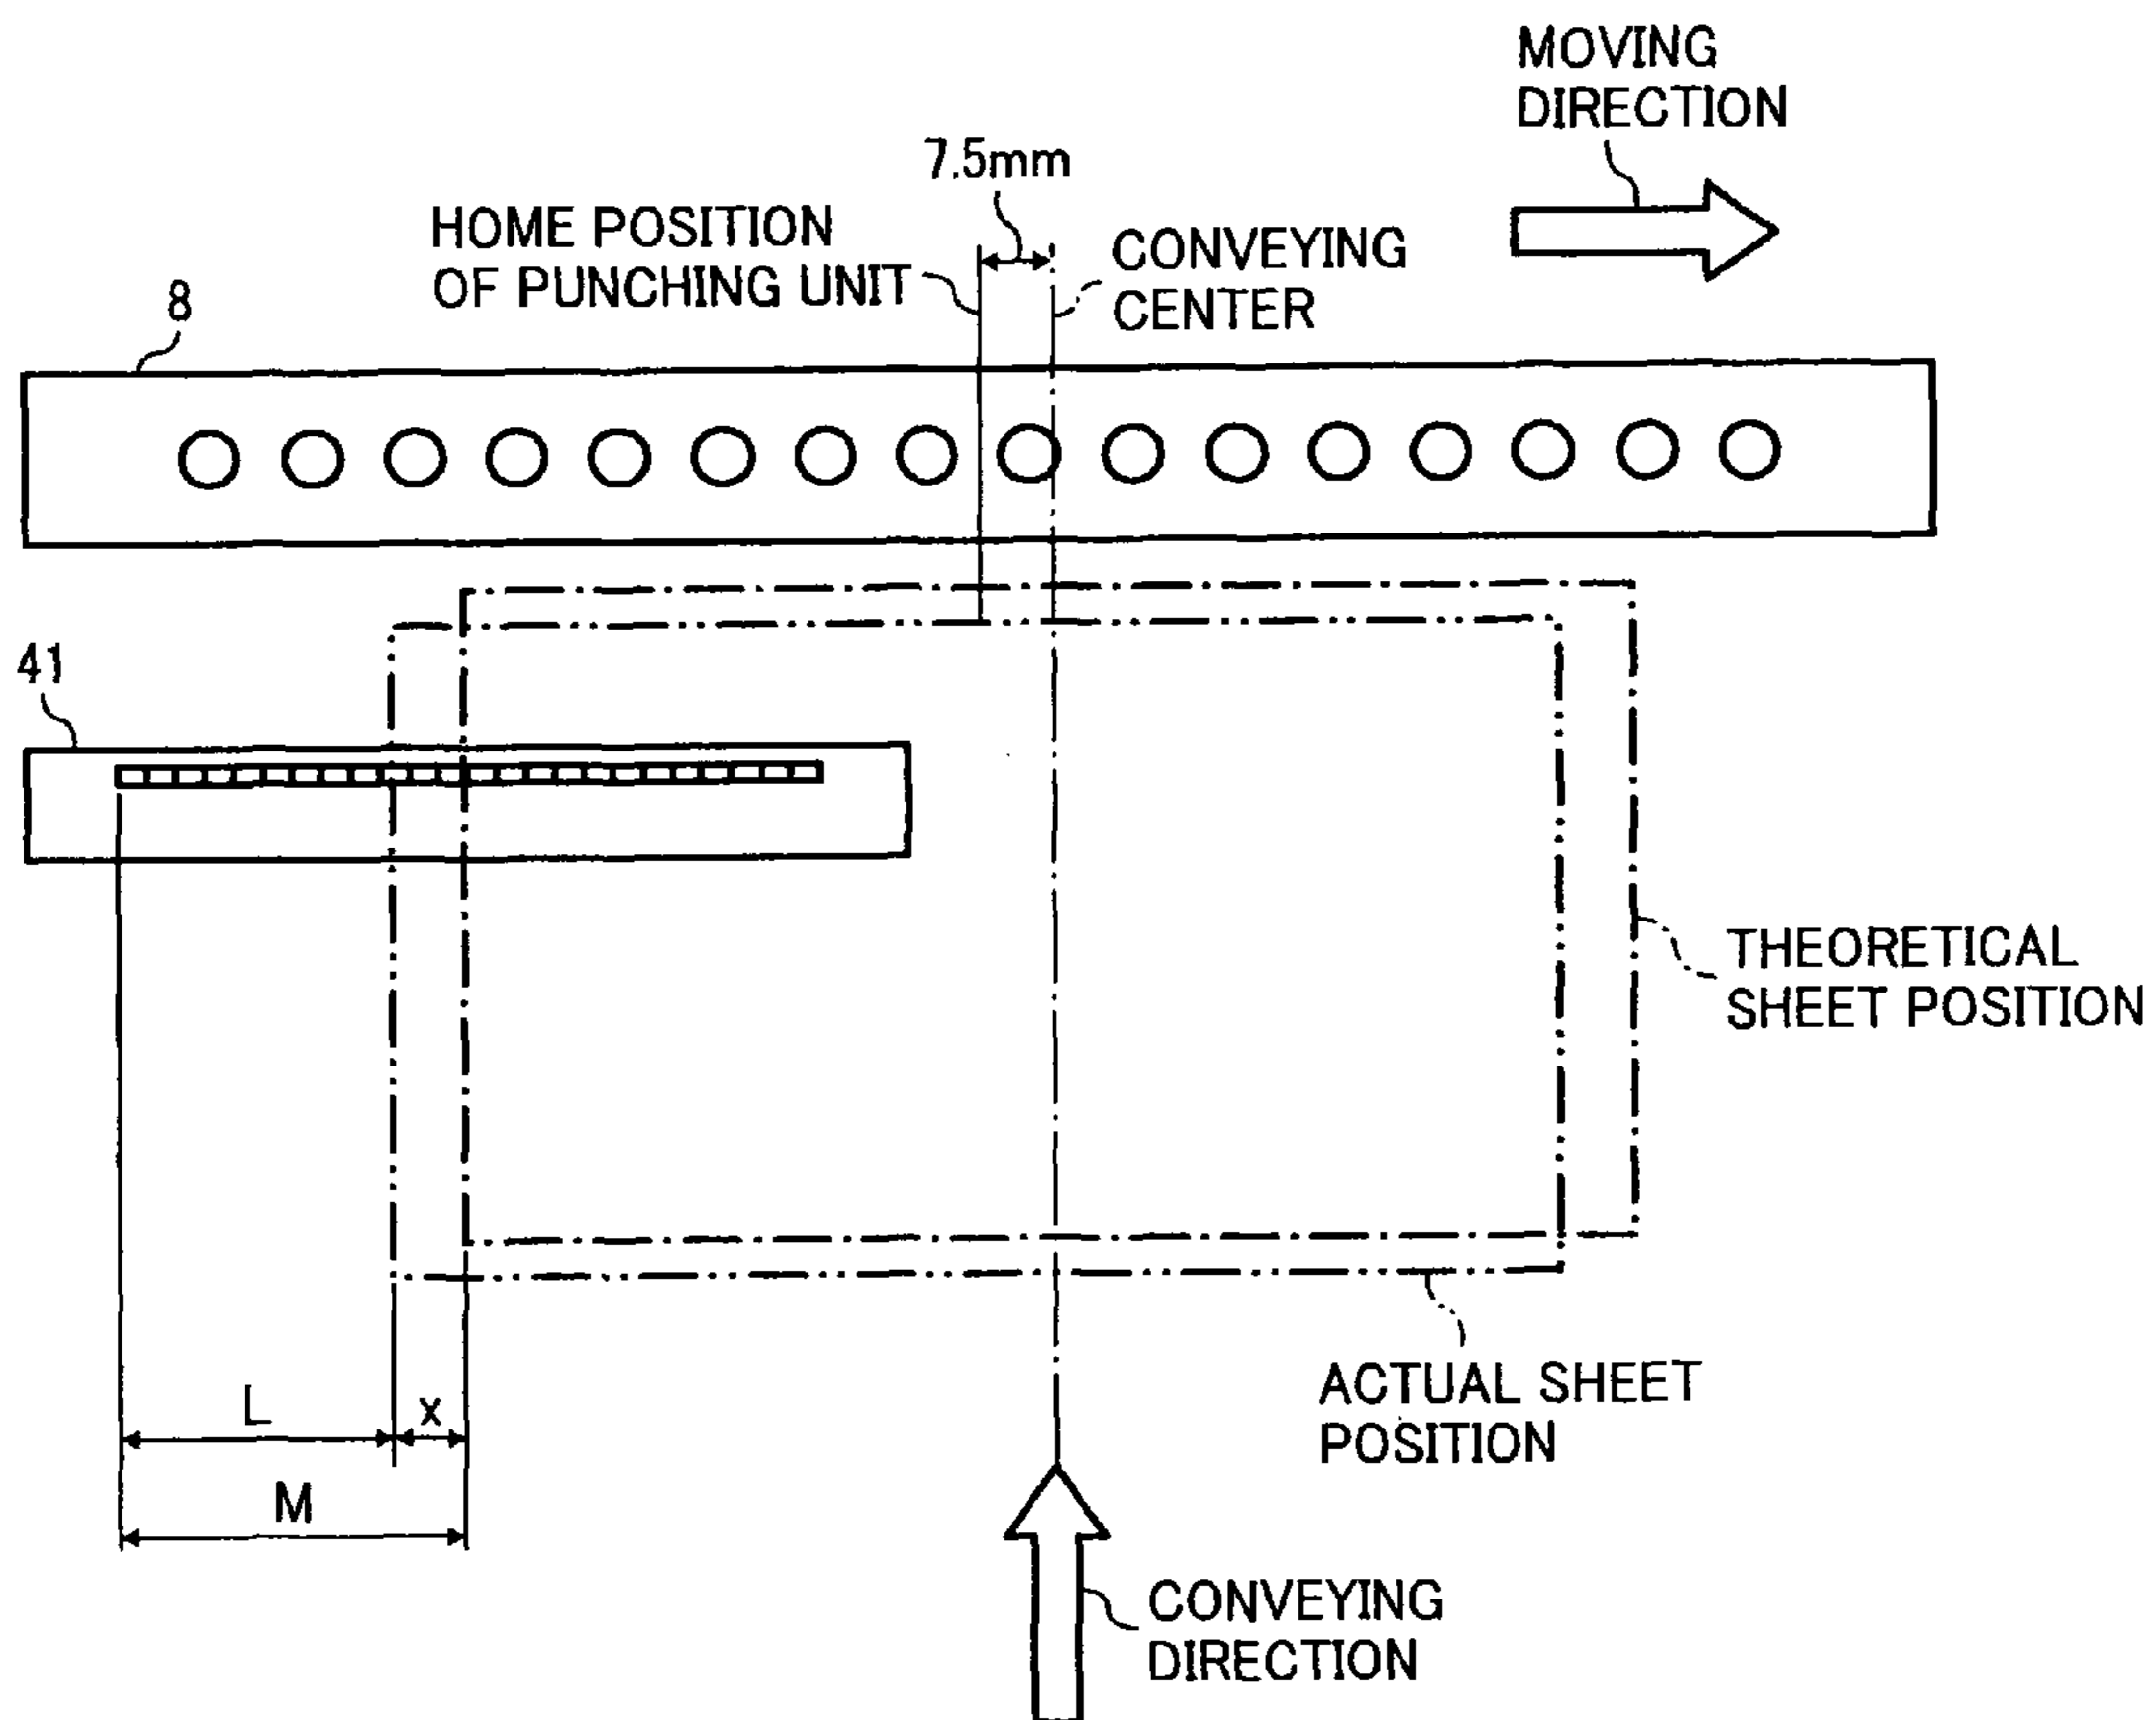 MOVING
DIRECTION
7.5mm
HOME POSITION
OF PUNCHING UNIT
CONVEYING
CENTER
8
41
THEORETICAL
SHEET POSITION
ACTUAL SHEET
POSITION
L
x
M
CONVEYING
DIRECTION